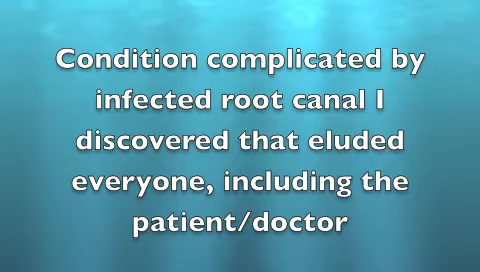 Condition complicated by
infected root canal I
discovered that eluded
everyone, including the
patient/doctor